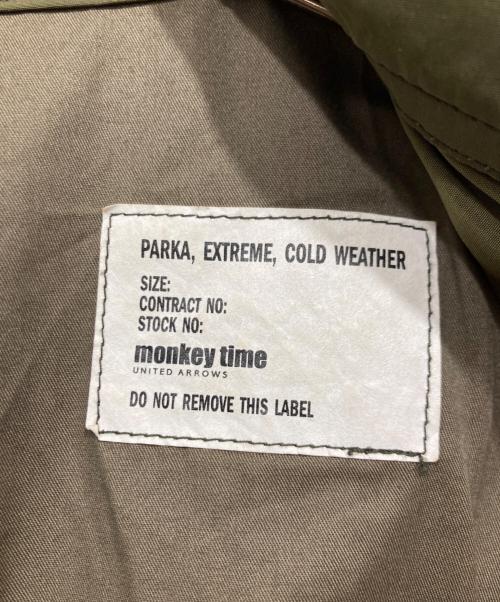 PARKA, EXTREME, COLD WEATHER
SIZE:
CONTRACT NO:
STOCK NO:
monkey time
UNITED ARROWS
DO NOT REMOVE THIS LABEL